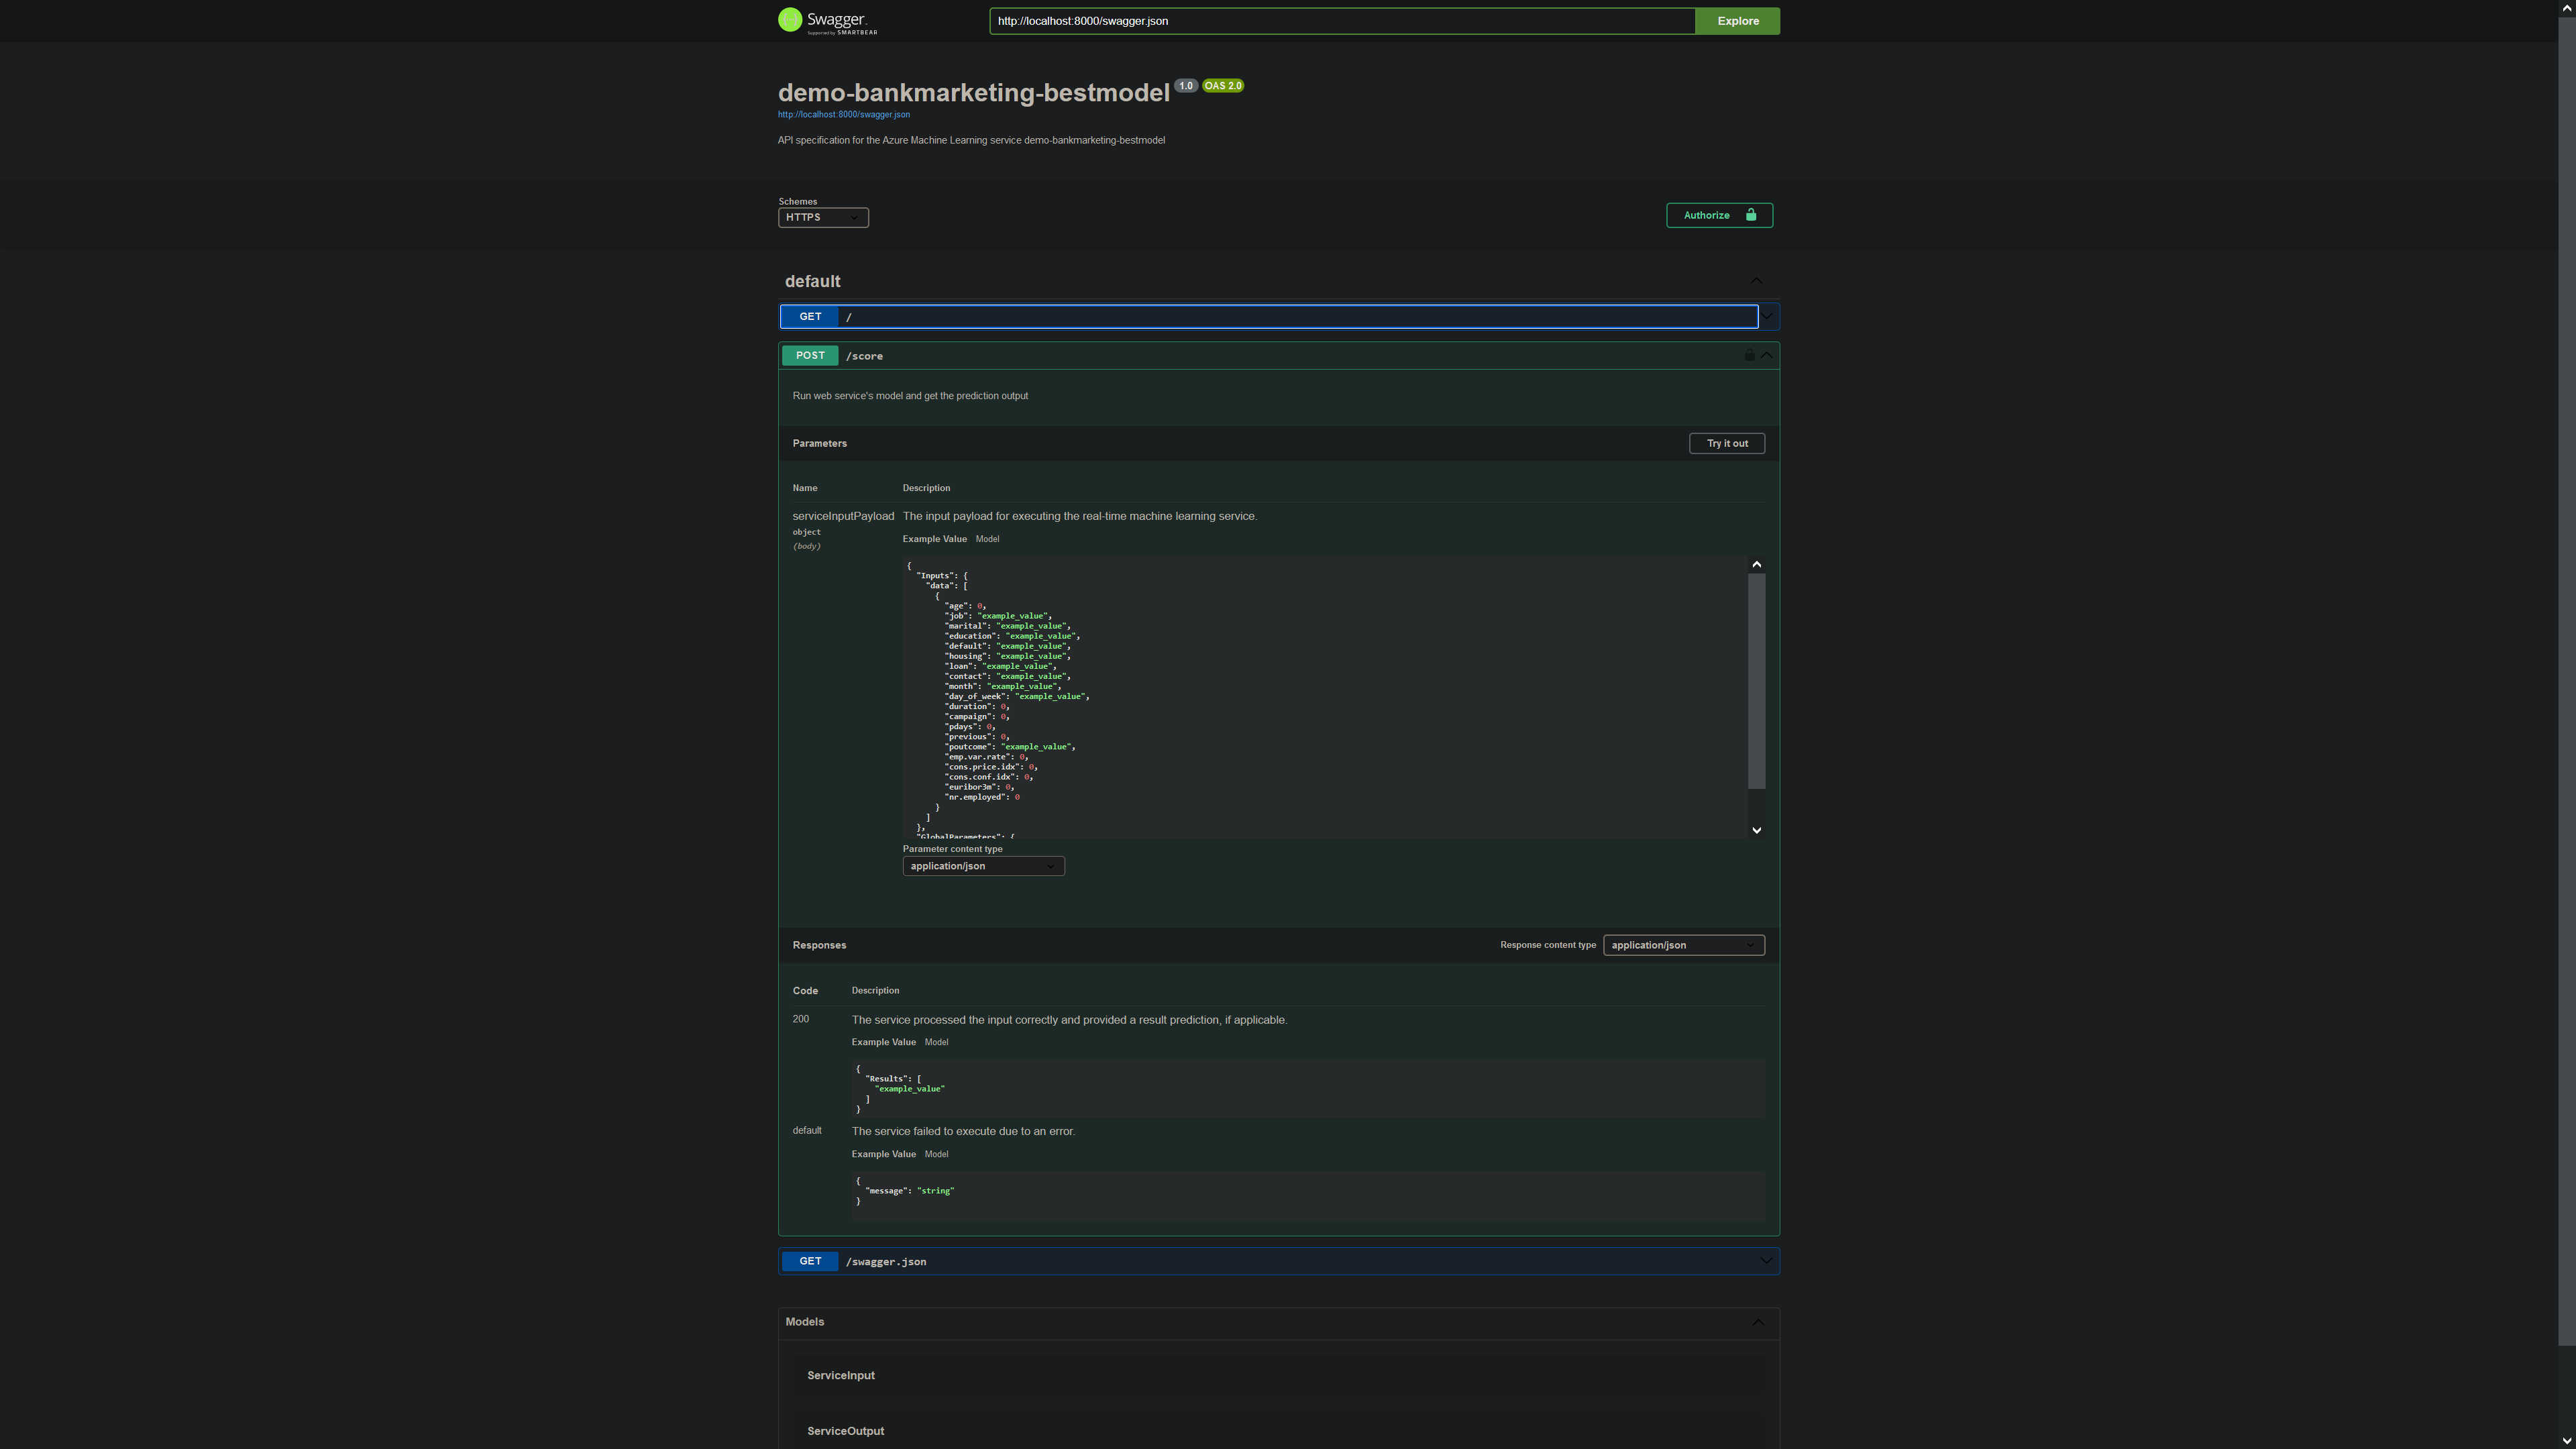 Swagger.
Supported by SMARTBEAR
http://localhost:8000/swagger.json
Explore
demo-bankmarketing-bestmodel 1.0 OAS 2.0
http://localhost:8000/swagger.json
API specification for the Azure Machine Learning service demo-bankmarketing-bestmodel
Schemes
HTTPS
Authorize
default
GET /
POST /score
Run web service's model and get the prediction output
Parameters
Try it out
Name Description
serviceInputPayload The input payload for executing the real-time machine learning service.
object
(body)
Example Value Model
{
"Inputs": {
"data": [
{
"age": 0,
"job": "example_value",
"marital": "example_value",
"education": "example_value",
"default": "example_value",
"housing": "example_value",
"loan": "example_value",
"contact": "example_value",
"month": "example_value",
"day_of_week": "example_value",
"duration": 0,
"campaign": 0,
"pdays": 0,
"previous": 0,
"poutcome": "example_value",
"emp.var.rate": 0,
"cons.price.idx": 0,
"cons.conf.idx": 0,
"euribor3m": 0,
"nr.employed": 0
}
]
},
"GlobalParameters": {
Parameter content type
application/json
Responses
Response content type application/json
Code Description
200 The service processed the input correctly and provided a result prediction, if applicable.
Example Value Model
{
"Results": [
"example_value"
]
}
default The service failed to execute due to an error.
Example Value Model
{
"message": "string"
}
GET /swagger.json
Models
ServiceInput
ServiceOutput